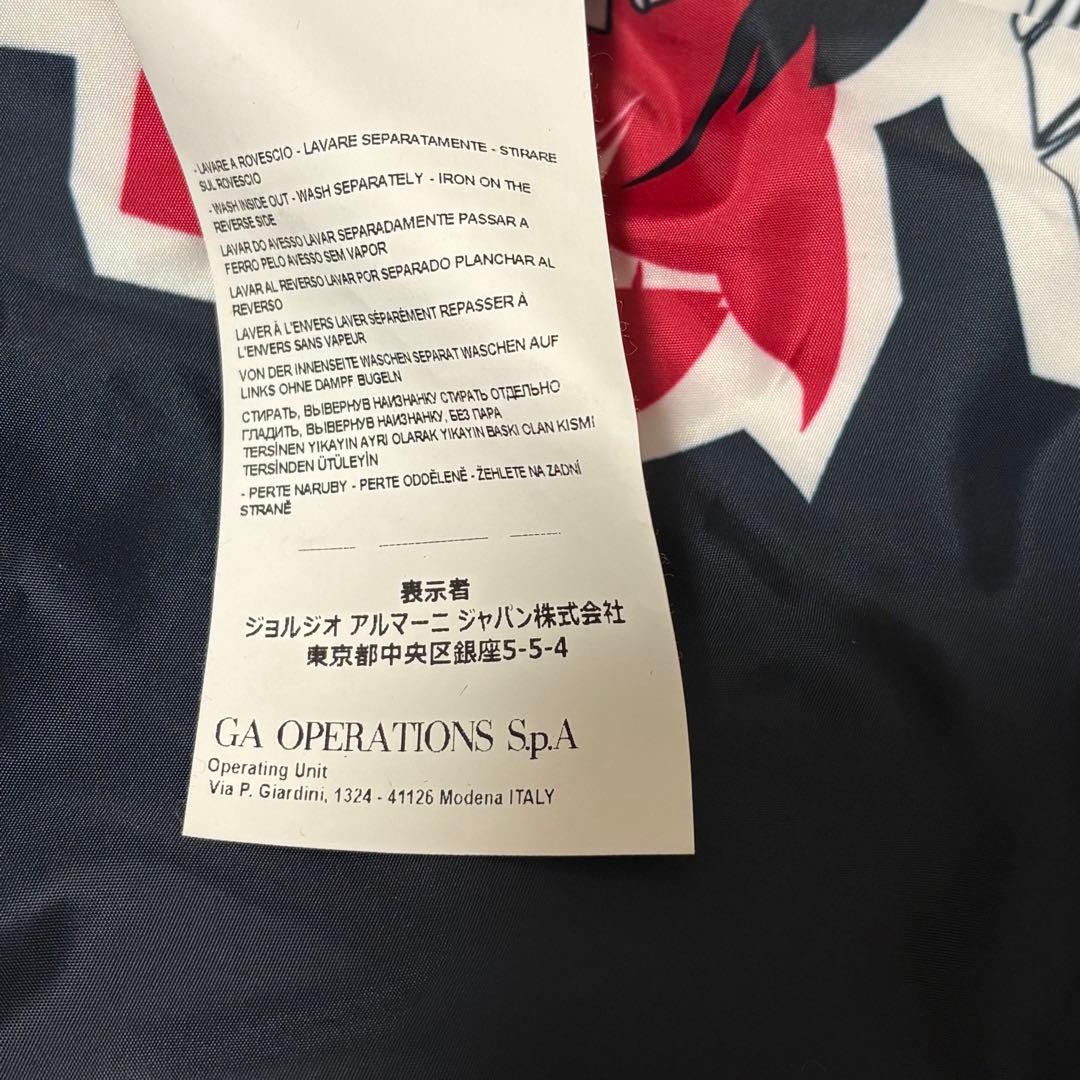 - LAVARE A ROVESCIO - LAVARE SEPARATAMENTE - STIRARE
SUL ROVESCIO
- WASH INSIDE OUT - WASH SEPARATELY - IRON ON THE
REVERSE SIDE
LAVAR DO AVESSO LAVAR SEPARADAMENTE PASSAR A
FERRO PELO AVESSO SEM VAPOR
LAVAR AL REVERSO LAVAR POR SEPARADO PLANCHAR AL
REVERSO
LAVER À L'ENVERS LAVER SÉPARÉMENT REPASSER À
L'ENVERS SANS VAPEUR
VON DER INNENSEITE WASCHEN SEPARAT WASCHEN AUF
LINKS OHNE DAMPF BUGELN
СТИРАТЬ, ВЫВЕРНУВ НАИЗНАНКУ СТИРАТЬ ОТДЕЛЬНО
ГЛАДИТЬ, ВЫВЕРНУВ НАИЗНАНКУ, БЕЗ ПАРА
TERSİNEN YIKAYIN AYRI OLARAK YIKAYIN BASKI OLAN KISMI
TERSİNDEN ÜTÜLEYİN
- PERTE NARUBY - PERTE ODDĚLENĚ - ŽEHLETE NA ZADNÍ
STRANĚ
表示者
ジョルジオ アルマーニ ジャパン株式会社
東京都中央区銀座5-5-4
GA OPERATIONS S.p.A
Operating Unit
Via P. Giardini, 1324 - 41126 Modena ITALY